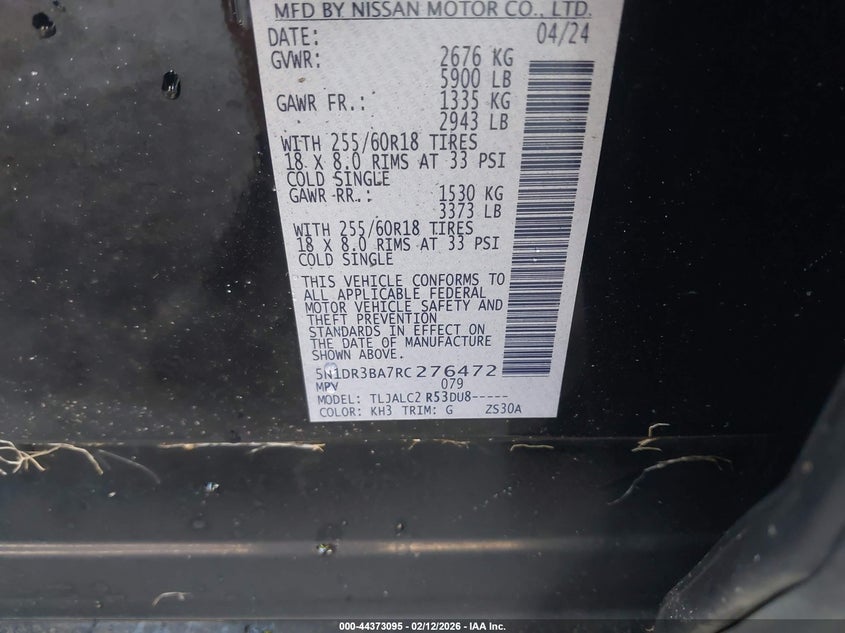 MFD BY NISSAN MOTOR CO., LTD.
DATE: 04/24
GVWR: 2676 KG
5900 LB
GAWR FR.: 1335 KG
2943 LB
WITH 255/60R18 TIRES
18 X 8.0 RIMS AT 33 PSI
COLD SINGLE
GAWR RR.: 1530 KG
3373 LB
WITH 255/60R18 TIRES
18 X 8.0 RIMS AT 33 PSI
COLD SINGLE
THIS VEHICLE CONFORMS TO
ALL APPLICABLE FEDERAL
MOTOR VEHICLE SAFETY AND
THEFT PREVENTION
STANDARDS IN EFFECT ON
THE DATE OF MANUFACTURE
SHOWN ABOVE.
5N1DR3BA7RC276472
MPV 079
MODEL: TLJALC2 R53DU8-----
COLOR: KH3 TRIM: G ZS30A
000-44373095 - 02/12/2026 - IAA Inc.